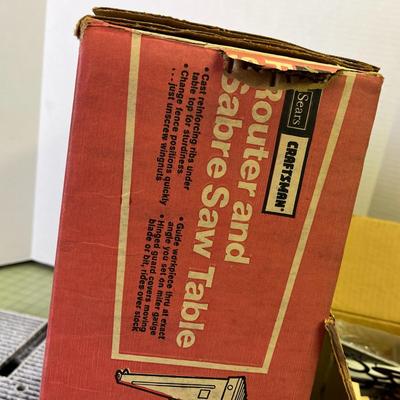 Sears
CRAFTSMAN
Router and
Sabre Saw Table
• Cast reinforcing ribs under
table top for sturdiness
• Change fence positions quickly
...just unscrew wingnuts
• Guide workpiece thru at exact
angle you set on miter gauge
• Hinged guard covers moving
blade or bit, rides over stock